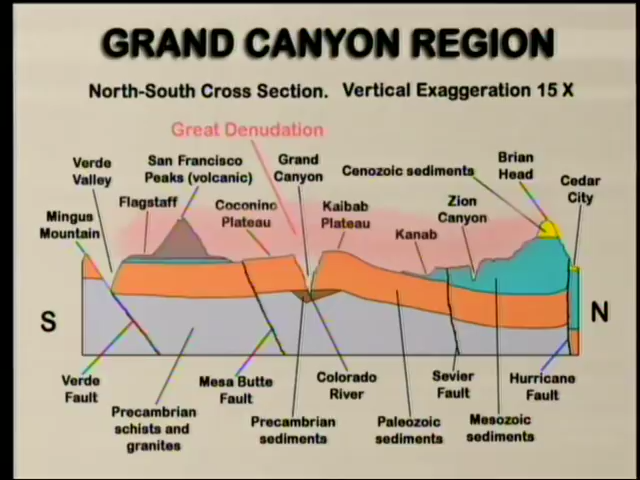 GRAND CANYON REGION
North-South Cross Section. Vertical Exaggeration 15 X
Great Denudation
Verde
Valley
San Francisco
Peaks (volcanic)
Grand
Canyon
Cenozoic sediments
Brian
Head
Cedar
City
Mingus
Mountain
Flagstaff
Coconino
Plateau
Kaibab
Plateau
Kanab
Zion
Canyon
S
N
Verde
Fault
Precambrian
schists and
granites
Mesa Butte
Fault
Precambrian
sediments
Colorado
River
Paleozoic
sediments
Sevier
Fault
Mesozoic
sediments
Hurricane
Fault